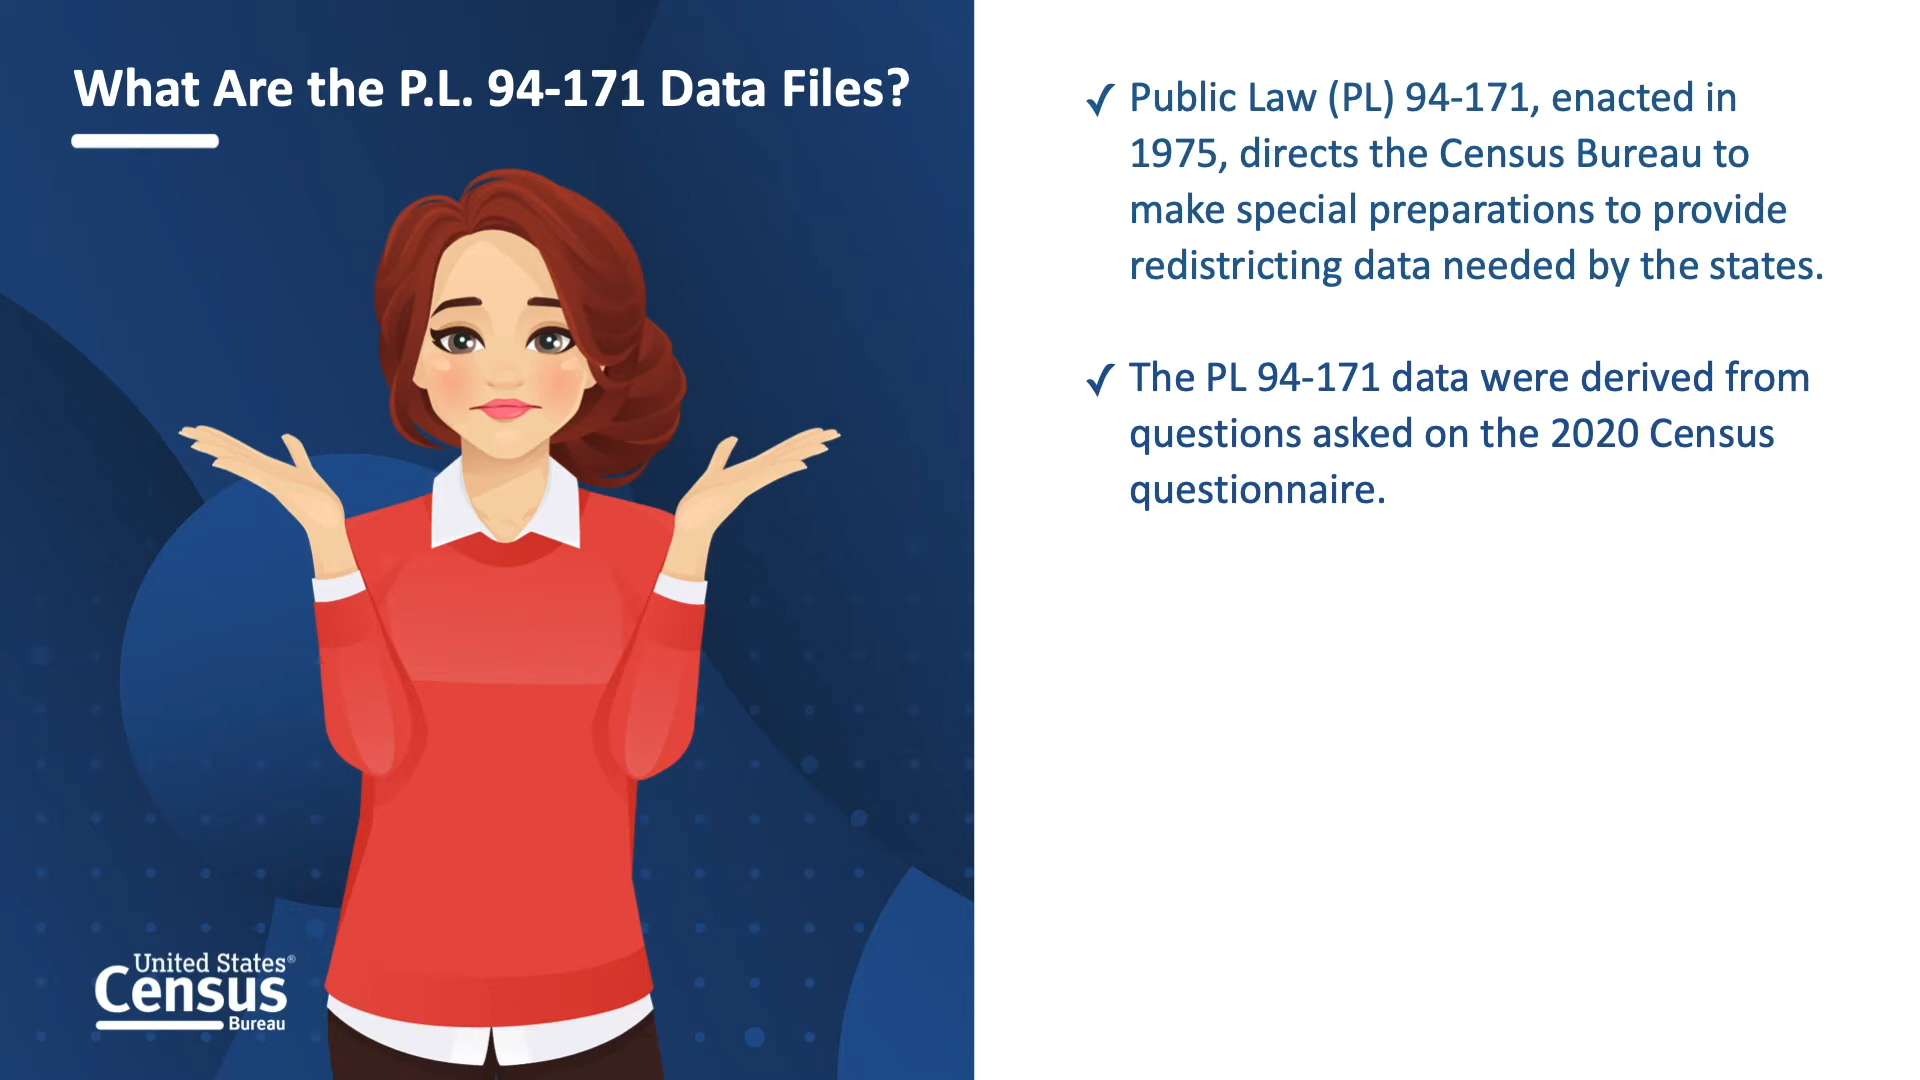 What Are the P.L. 94-171 Data Files?
✓ Public Law (PL) 94-171, enacted in
1975, directs the Census Bureau to
make special preparations to provide
redistricting data needed by the states.
✓ The PL 94-171 data were derived from
questions asked on the 2020 Census
questionnaire.
United States®
Census
Bureau